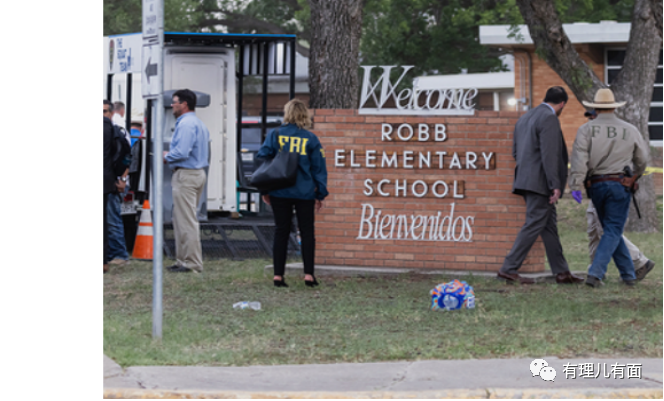 Welcome
ROBB
ELEMENTARY
SCHOOL
Bienvenidos
FBI
FBI
有理儿有面